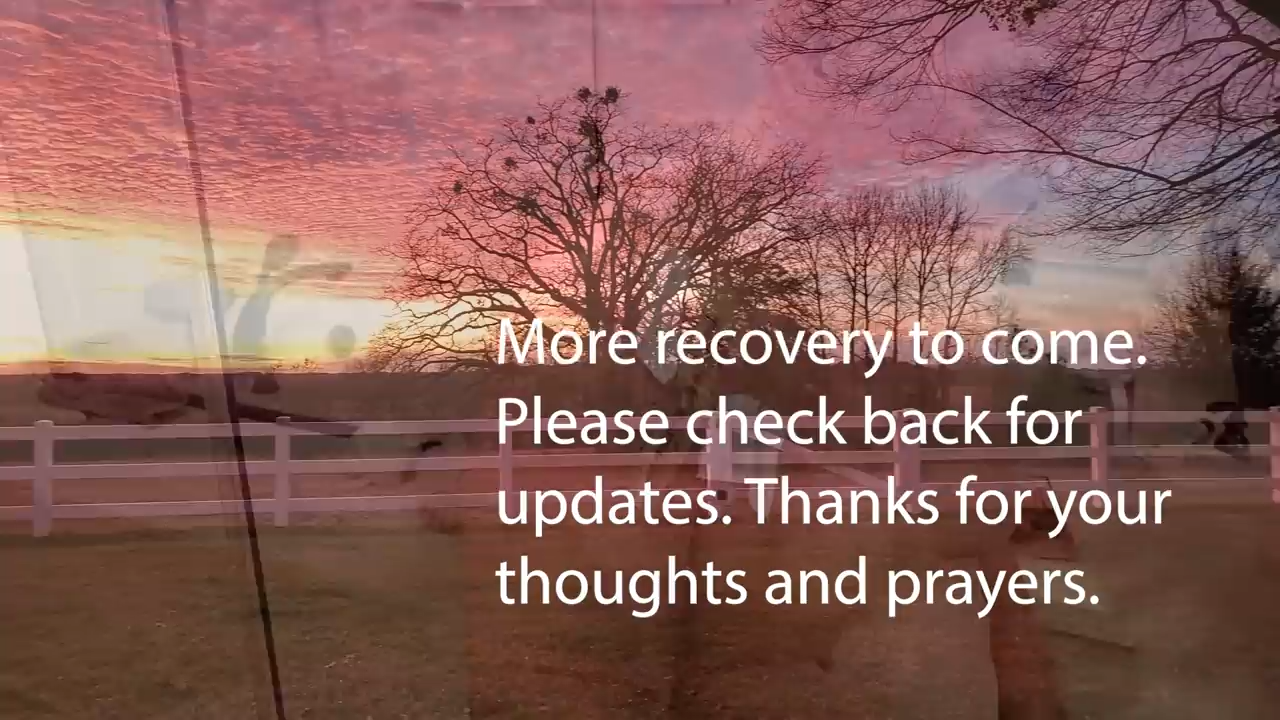 More recovery to come.
Please check back for
updates. Thanks for your
thoughts and prayers.